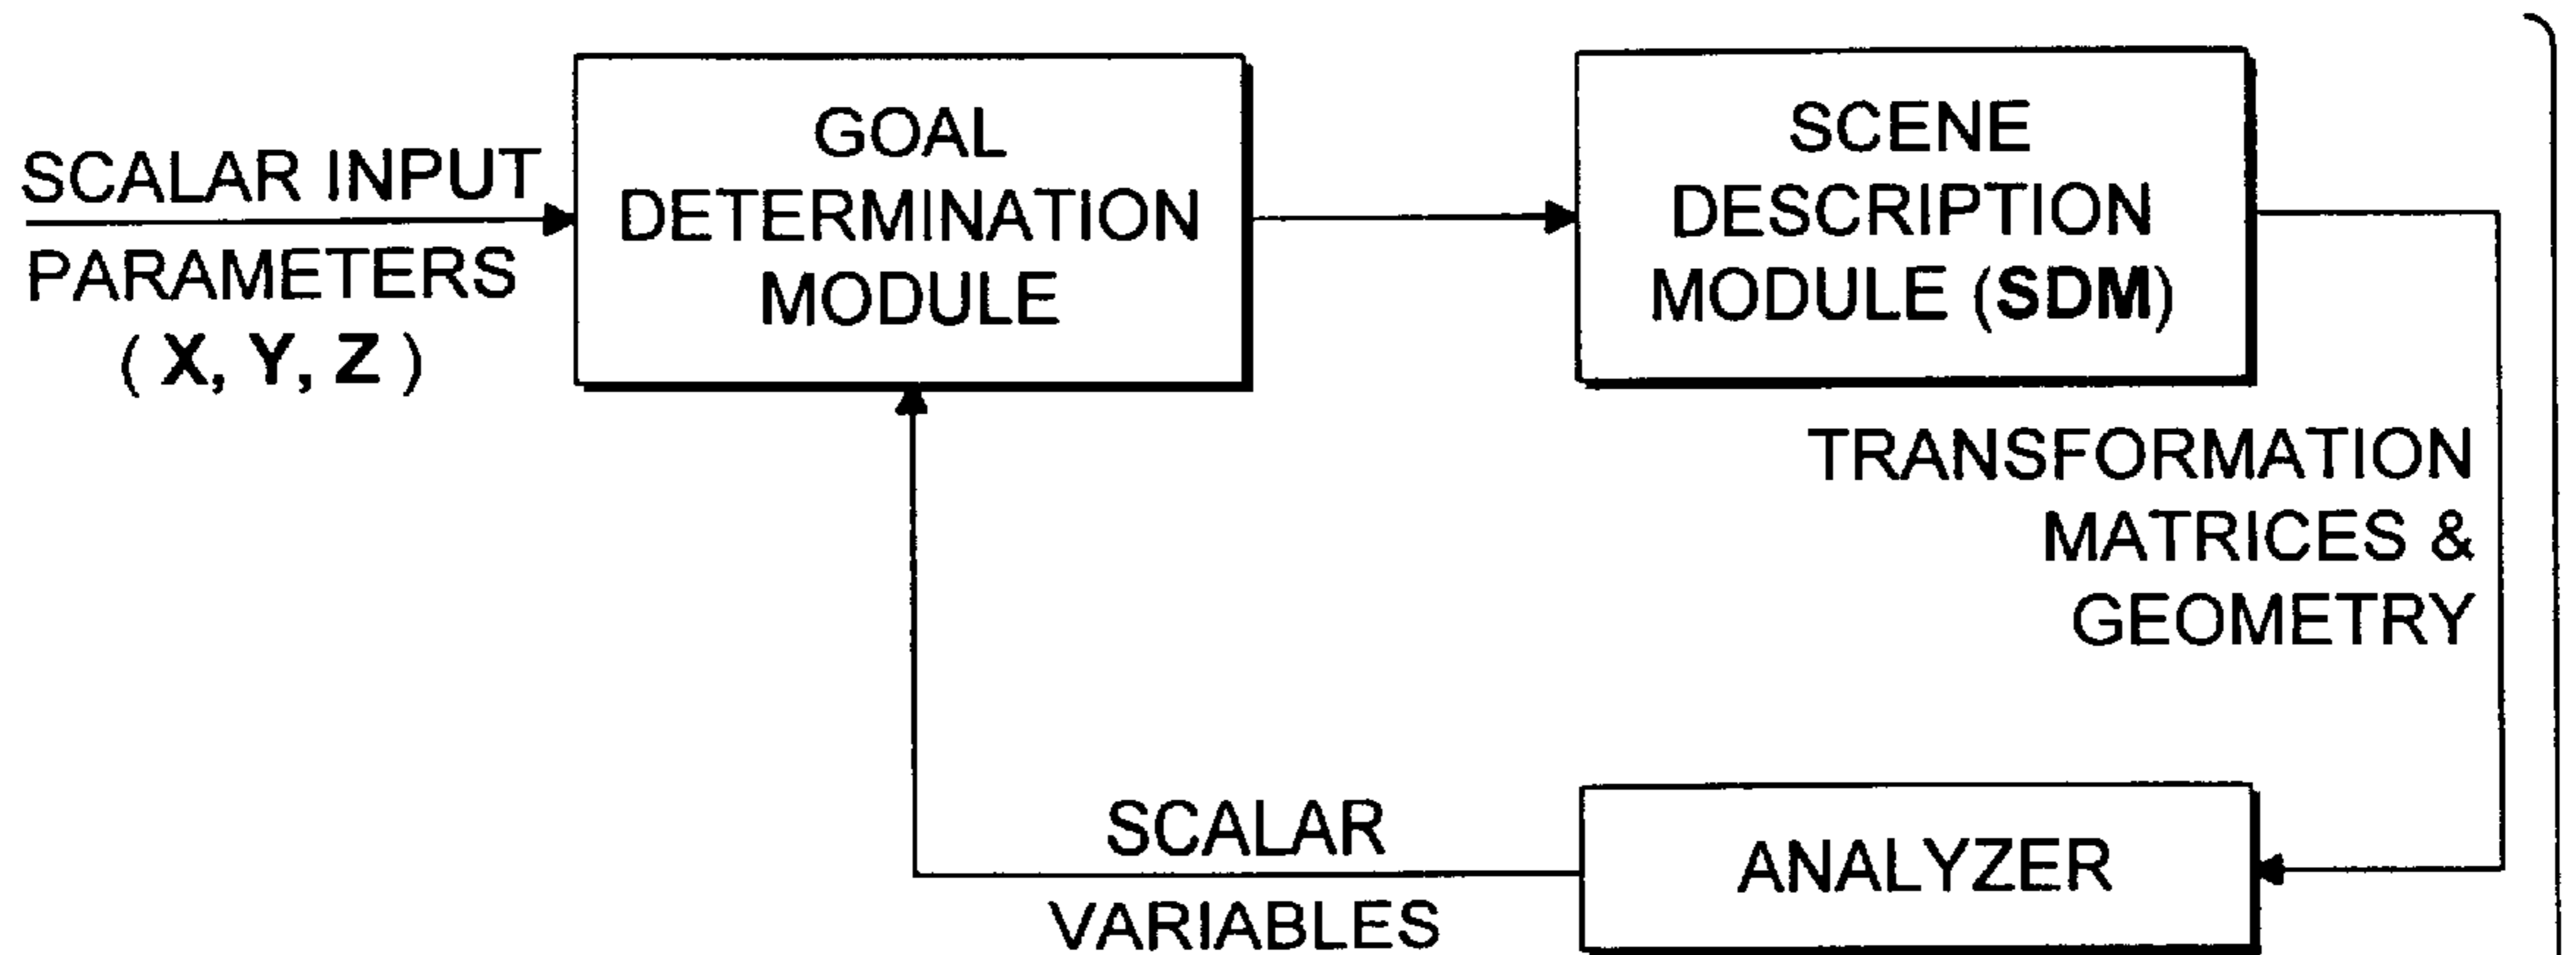 SCALAR INPUT
PARAMETERS
( X, Y, Z )
GOAL
DETERMINATION
MODULE
SCENE
DESCRIPTION
MODULE (SDM)
TRANSFORMATION
MATRICES &
GEOMETRY
ANALYZER
SCALAR
VARIABLES